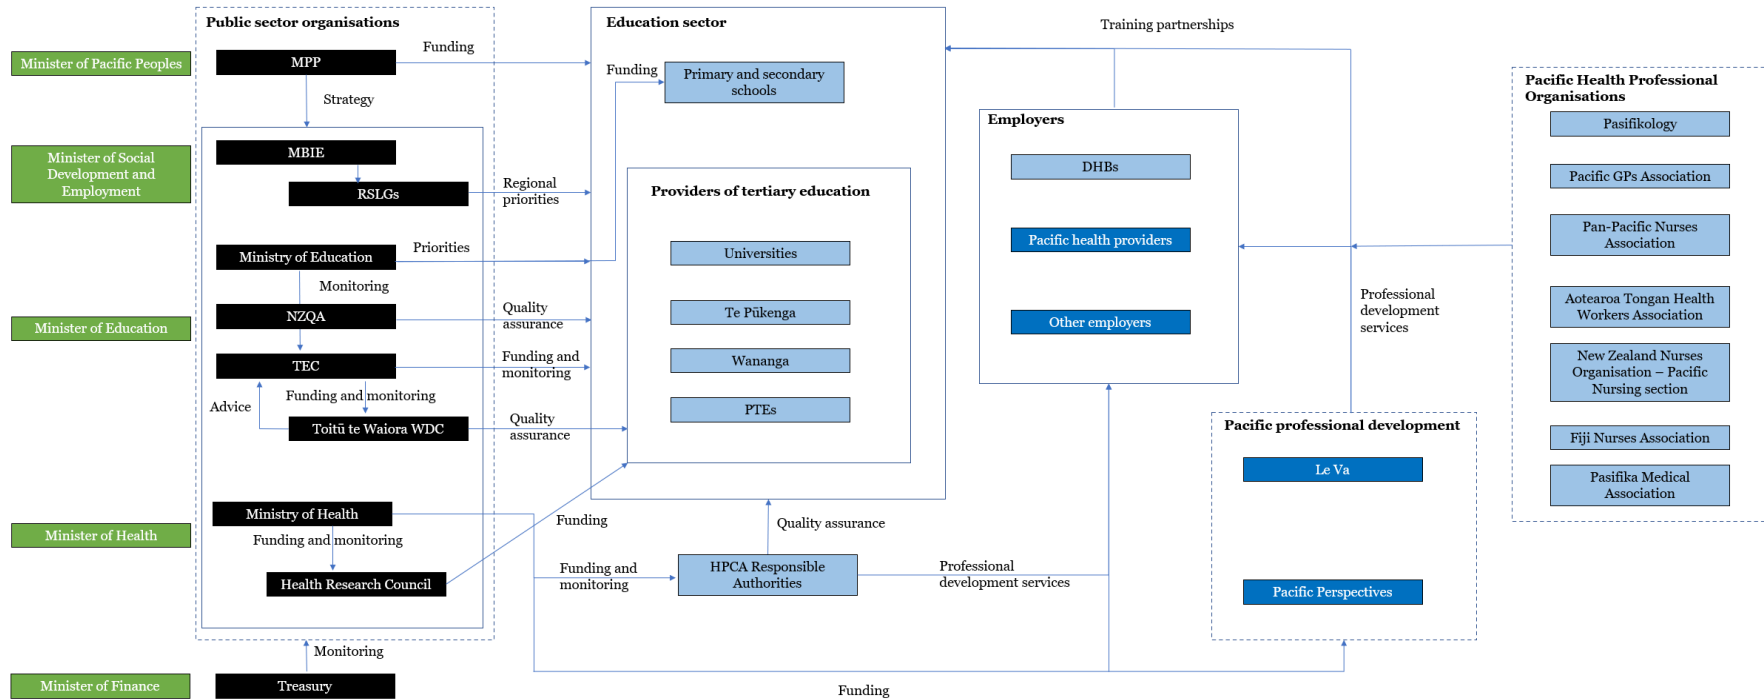 Minister of Pacific Peoples
Minister of Social
Development and
Employment
Minister of Education
Minister of Health
Minister of Finance
Public sector organisations
MPP
Funding
Strategy
MBIE
RSLGs
Regional
priorities
Ministry of Education
Priorities
Monitoring
NZQA
Quality
assurance
TEC
Funding and
monitoring
Funding and monitoring
Advice
Toitū te Waiora WDC
Quality
assurance
Ministry of Health
Funding and monitoring
Health Research Council
Funding
Monitoring
Treasury
Education sector
Funding
Primary and secondary
schools
Providers of tertiary education
Universities
Te Pūkenga
Wananga
PTEs
Quality assurance
Funding and
monitoring
HPCA Responsible
Authorities
Professional
development services
Funding
Training partnerships
Employers
DHBs
Pacific health providers
Other employers
Professional
development
services
Pacific professional development
Le Va
Pacific Perspectives
Pacific Health Professional
Organisations
Pasifikology
Pacific GPs Association
Pan-Pacific Nurses
Association
Aotearoa Tongan Health
Workers Association
New Zealand Nurses
Organisation – Pacific
Nursing section
Fiji Nurses Association
Pasifika Medical
Association